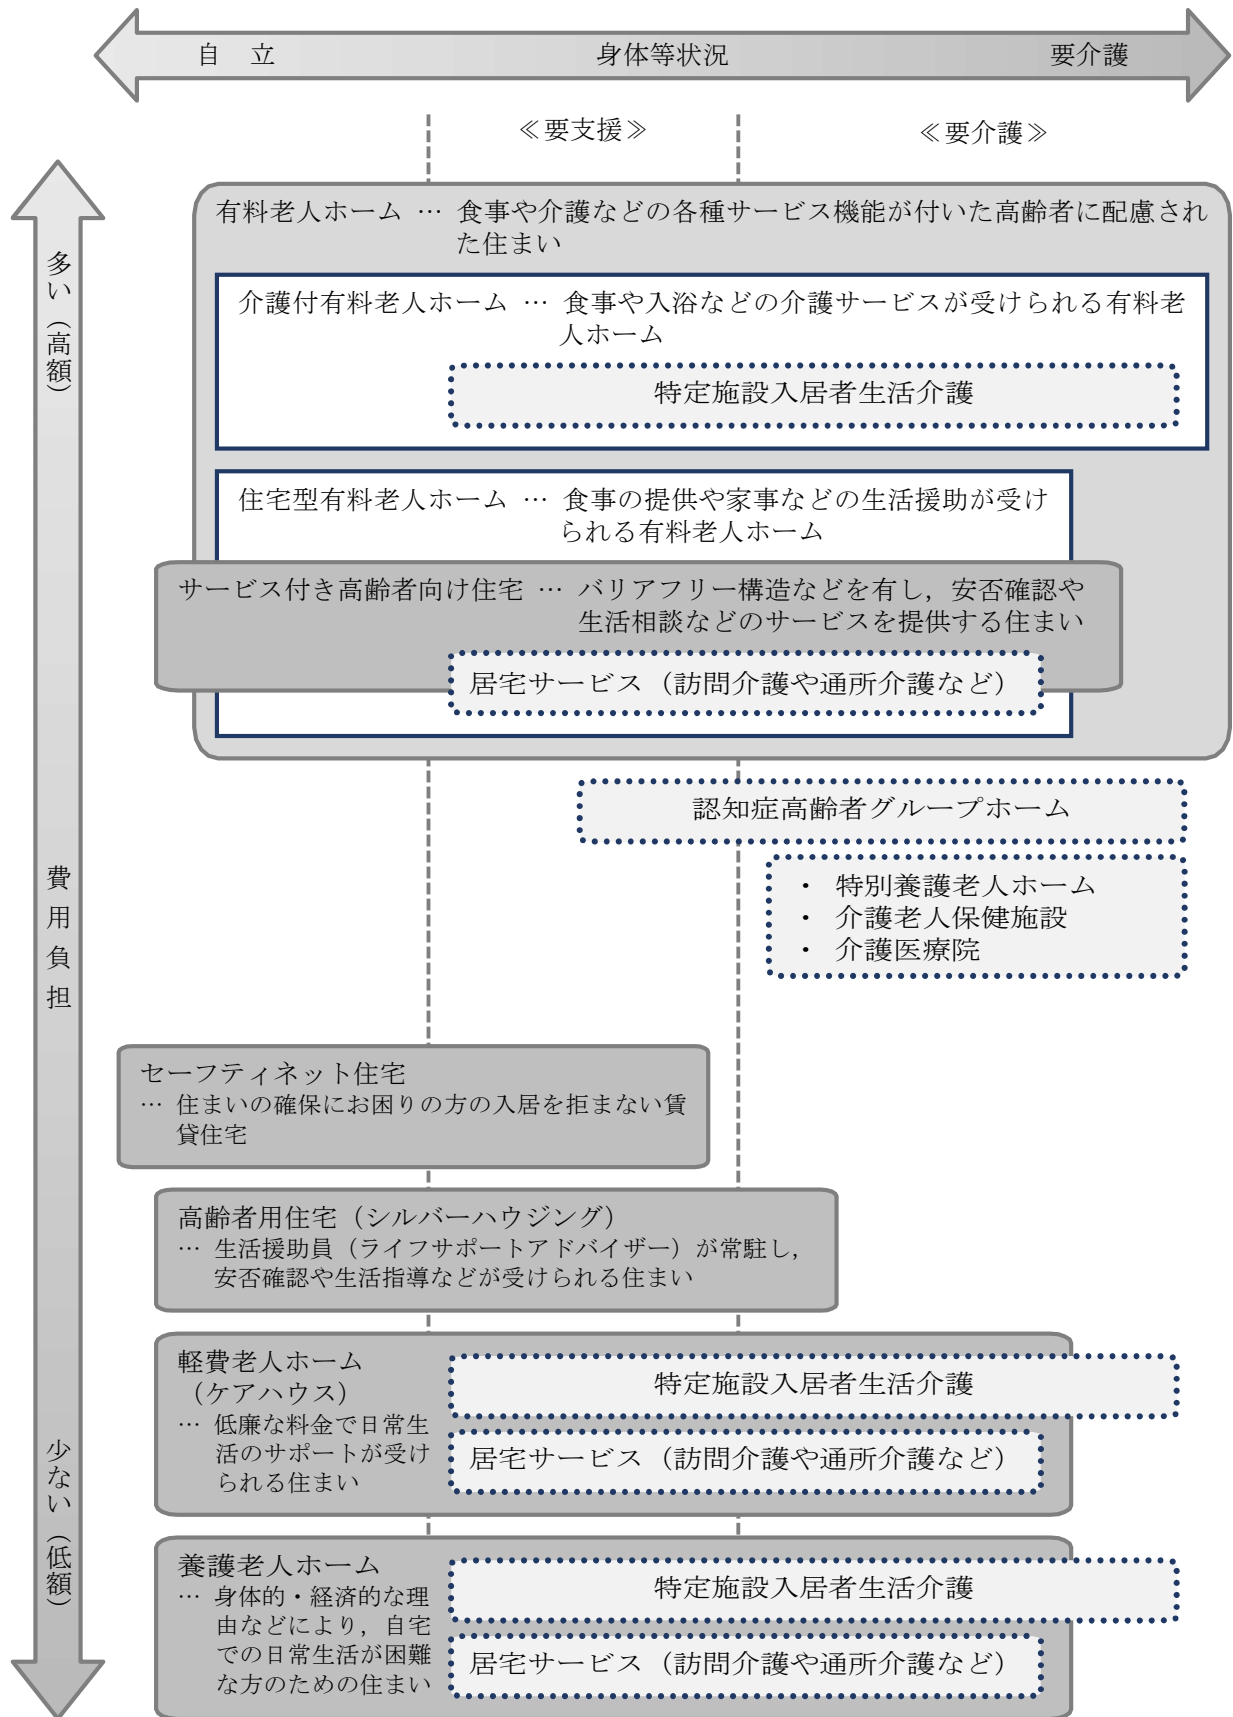 自　立　身体等状況　要介護
≪要支援≫　≪要介護≫
多い（高額）
費用負担
少ない（低額）
有料老人ホーム … 食事や介護などの各種サービス機能が付いた高齢者に配慮され
た住まい
介護付有料老人ホーム … 食事や入浴などの介護サービスが受けられる有料老
人ホーム
特定施設入居者生活介護
住宅型有料老人ホーム … 食事の提供や家事などの生活援助が受け
られる有料老人ホーム
サービス付き高齢者向け住宅 … バリアフリー構造などを有し，安否確認や
生活相談などのサービスを提供する住まい
居宅サービス（訪問介護や通所介護など）
認知症高齢者グループホーム
・ 特別養護老人ホーム
・ 介護老人保健施設
・ 介護医療院
セーフティネット住宅
… 住まいの確保にお困りの方の入居を拒まない賃
貸住宅
高齢者用住宅（シルバーハウジング）
… 生活援助員（ライフサポートアドバイザー）が常駐し，
安否確認や生活指導などが受けられる住まい
軽費老人ホーム
（ケアハウス）
… 低廉な料金で日常生
活のサポートが受け
られる住まい
特定施設入居者生活介護
居宅サービス（訪問介護や通所介護など）
養護老人ホーム
… 身体的・経済的な理
由などにより，自宅
での日常生活が困難
な方のための住まい
特定施設入居者生活介護
居宅サービス（訪問介護や通所介護など）